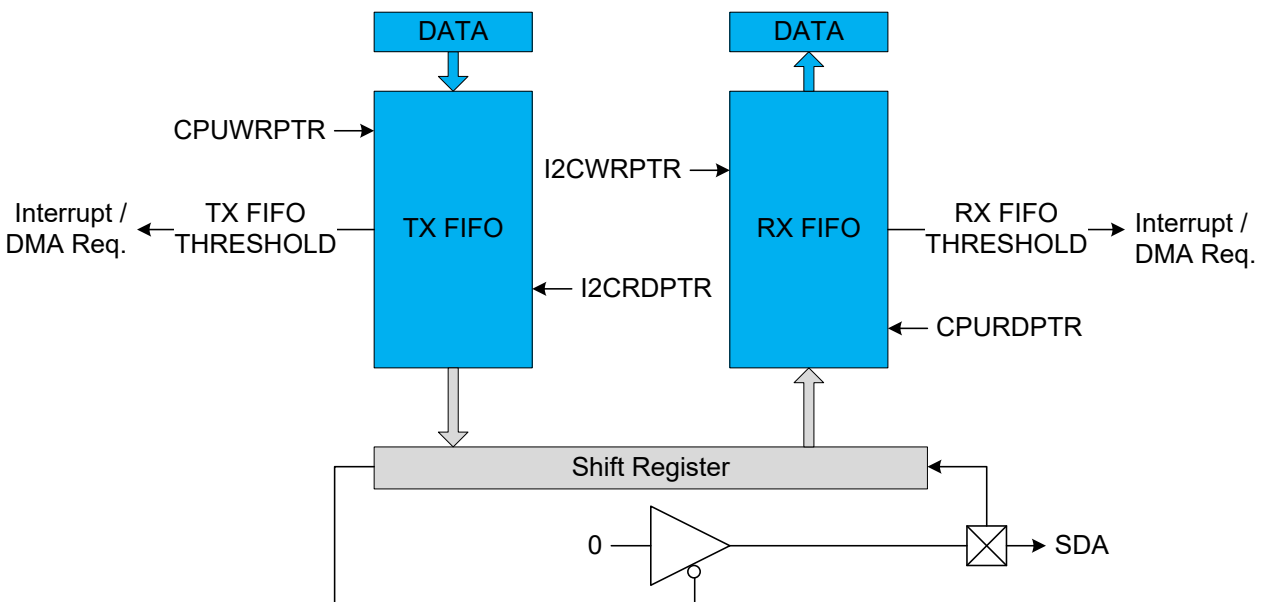 DATA
DATA
CPUWRPTR
I2CWRPTR
Interrupt /
DMA Req.
TX FIFO
THRESHOLD
TX FIFO
RX FIFO
RX FIFO
THRESHOLD
Interrupt /
DMA Req.
I2CRDPTR
CPURDPTR
Shift Register
0
SDA